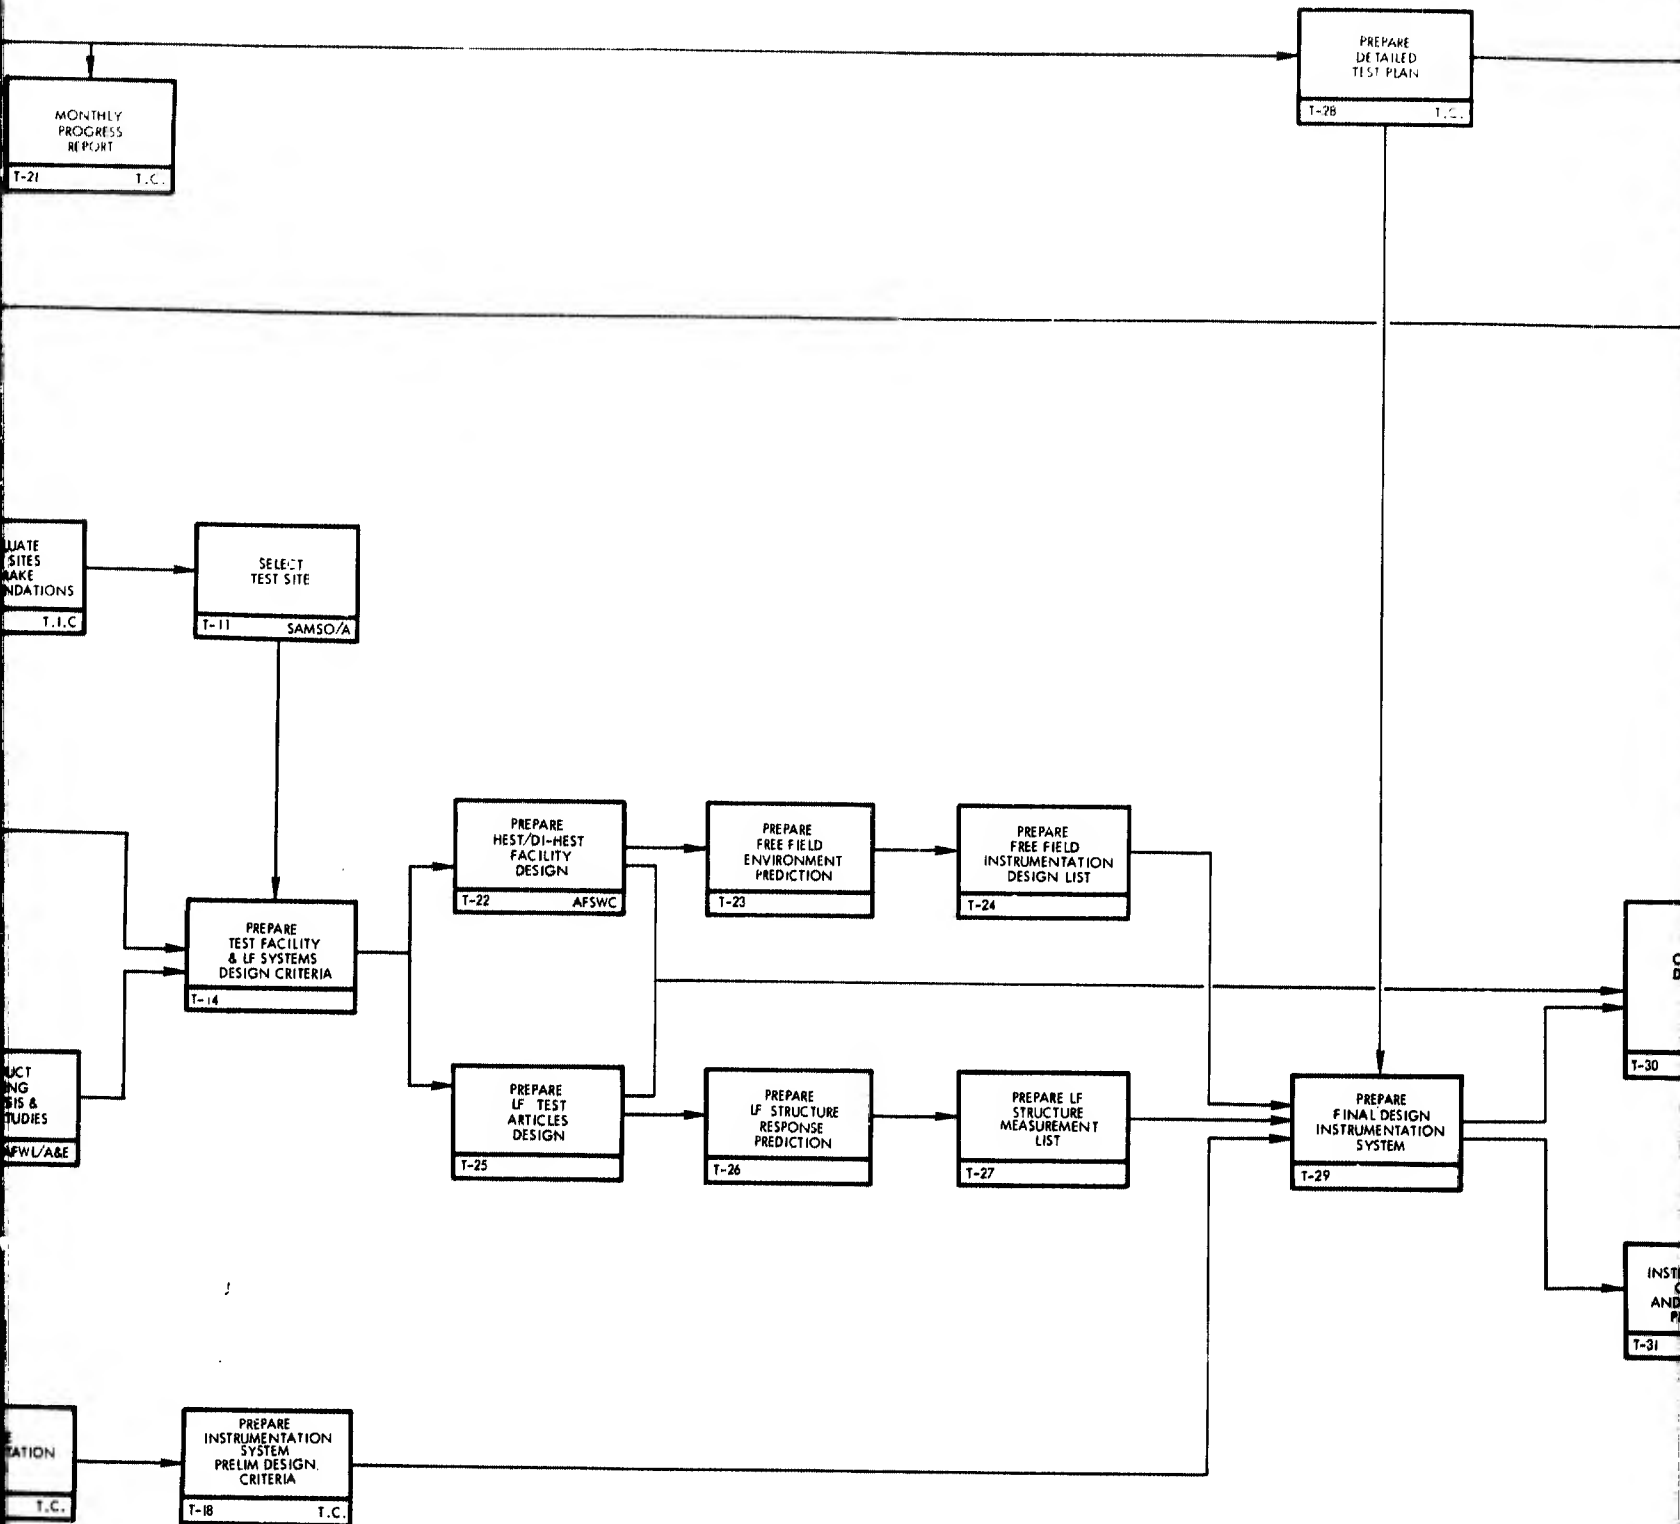 PREPARE
DETAILED
TEST PLAN
T-28 T.C.
MONTHLY
PROGRESS
REPORT
T-21 T.C.
UATE
SITES
AKE
NDATIONS
T.I.C
SELECT
TEST SITE
T-11 SAMSO/A
PREPARE
HEST/DI-HEST
FACILITY
DESIGN
T-22 AFSWC
PREPARE
FREE FIELD
ENVIRONMENT
PREDICTION
T-23
PREPARE
FREE FIELD
INSTRUMENTATION
DESIGN LIST
T-24
PREPARE
TEST FACILITY
& LF SYSTEMS
DESIGN CRITERIA
T-14
T-30
UCT
NG
SIS &
TUDIES
AFWL/A&E
PREPARE
LF TEST
ARTICLES
DESIGN
T-25
PREPARE
LF STRUCTURE
RESPONSE
PREDICTION
T-26
PREPARE LF
STRUCTURE
MEASUREMENT
LIST
T-27
PREPARE
FINAL DESIGN
INSTRUMENTATION
SYSTEM
T-29
INST
AND
T-31
TATION
T.C.
PREPARE
INSTRUMENTATION
SYSTEM
PRELIM DESIGN.
CRITERIA
T-18 T.C.